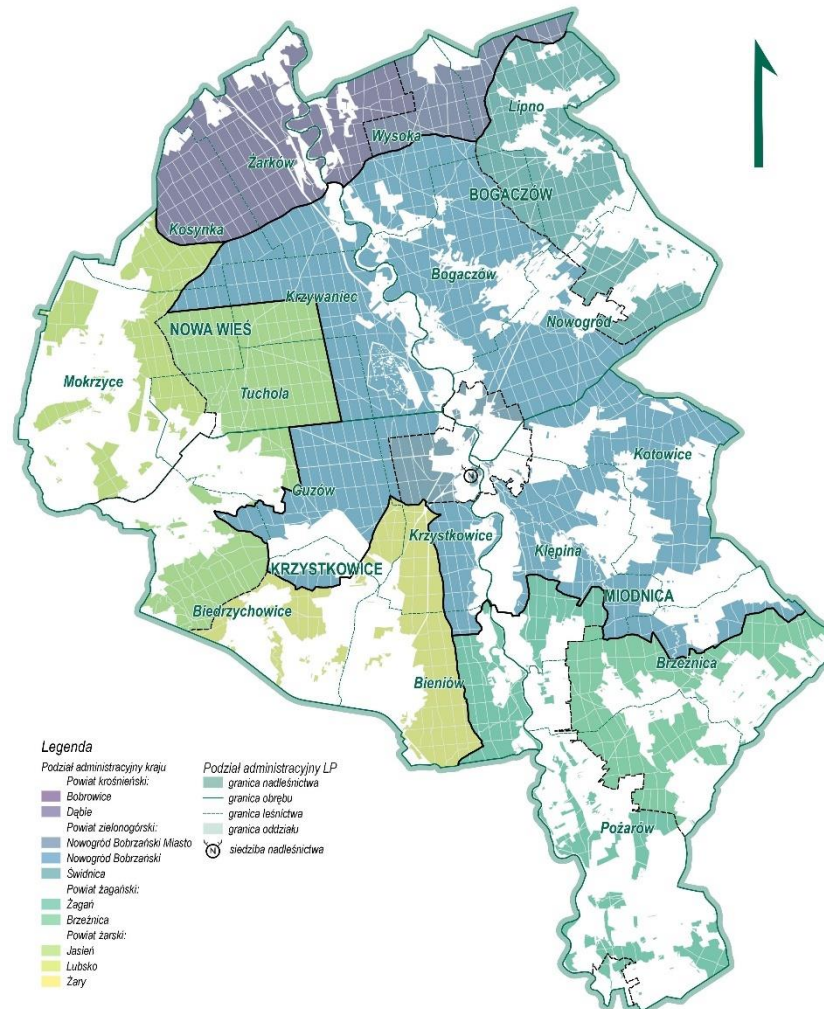 Lipno
Wysoka
Żarków
BOGACZÓW
Kosynka
Bogaczów
Krzywaniec
Nowogród
NOWA WIEŚ
Mokrzyce
Tuchola
Kotowice
Guzów
Krzystkowice
Klępina
KRZYSTKOWICE
MIODNICA
Biedrzychowice
Brzeźnica
Bieniów
Pożarów
N
Legenda
Podział administracyjny kraju
Powiat krośnieński:
Bobrowice
Dąbie
Powiat zielonogórski:
Nowogród Bobrzański Miasto
Nowogród Bobrzański
Świdnica
Powiat żagański:
Żagań
Brzeźnica
Powiat żarski:
Jasień
Lubsko
Żary
Podział administracyjny LP
granica nadleśnictwa
granica obrębu
granica leśnictwa
granica oddziału
N siedziba nadleśnictwa